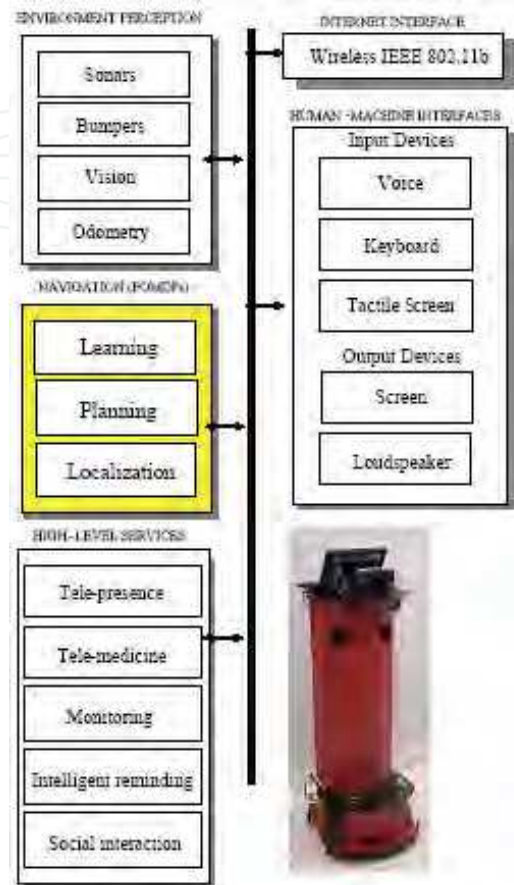 ENVIRONMENT PERCEPTION
Sonars
Bumpers
Vision
Odometry
NAVIGATION (POMDPs)
Learning
Planning
Localization
HIGH-LEVEL SERVICES
Tele-presence
Tele-medicine
Monitoring
Intelligent reminding
Social interaction
INTERNET INTERFACE
Wireless IEEE 802.11b
HUMAN-MACHINE INTERFACES
Input Devices
Voice
Keyboard
Tactile Screen
Output Devices
Screen
Loudspeaker